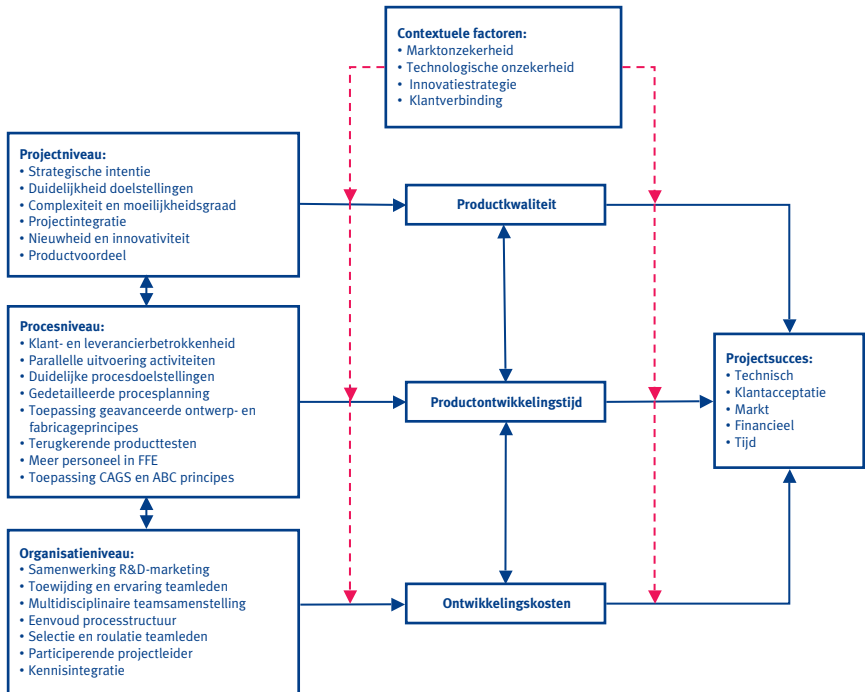 Contextuele factoren:
• Marktonzekerheid
• Technologische onzekerheid
• Innovatiestrategie
• Klantverbinding
Projectniveau:
• Strategische intentie
• Duidelijkheid doelstellingen
• Complexiteit en moeilijkheidsgraad
• Projectintegratie
• Nieuwheid en innovativiteit
• Productvoordeel
Productkwaliteit
Procesniveau:
• Klant- en leverancierbetrokkenheid
• Parallelle uitvoering activiteiten
• Duidelijke procesdoelstellingen
• Gedetailleerde procesplanning
• Toepassing geavanceerde ontwerp- en
fabricageprincipes
• Terugkerende producttesten
• Meer personeel in FFE
• Toepassing CAGS en ABC principes
Productontwikkelingstijd
Projectsucces:
• Technisch
• Klantacceptatie
• Markt
• Financieel
• Tijd
Organisatieniveau:
• Samenwerking R&D-marketing
• Toewijding en ervaring teamleden
• Multidisciplinaire teamsamenstelling
• Eenvoud processtructuur
• Selectie en roulatie teamleden
• Participerende projectleider
• Kennisintegratie
Ontwikkelingskosten